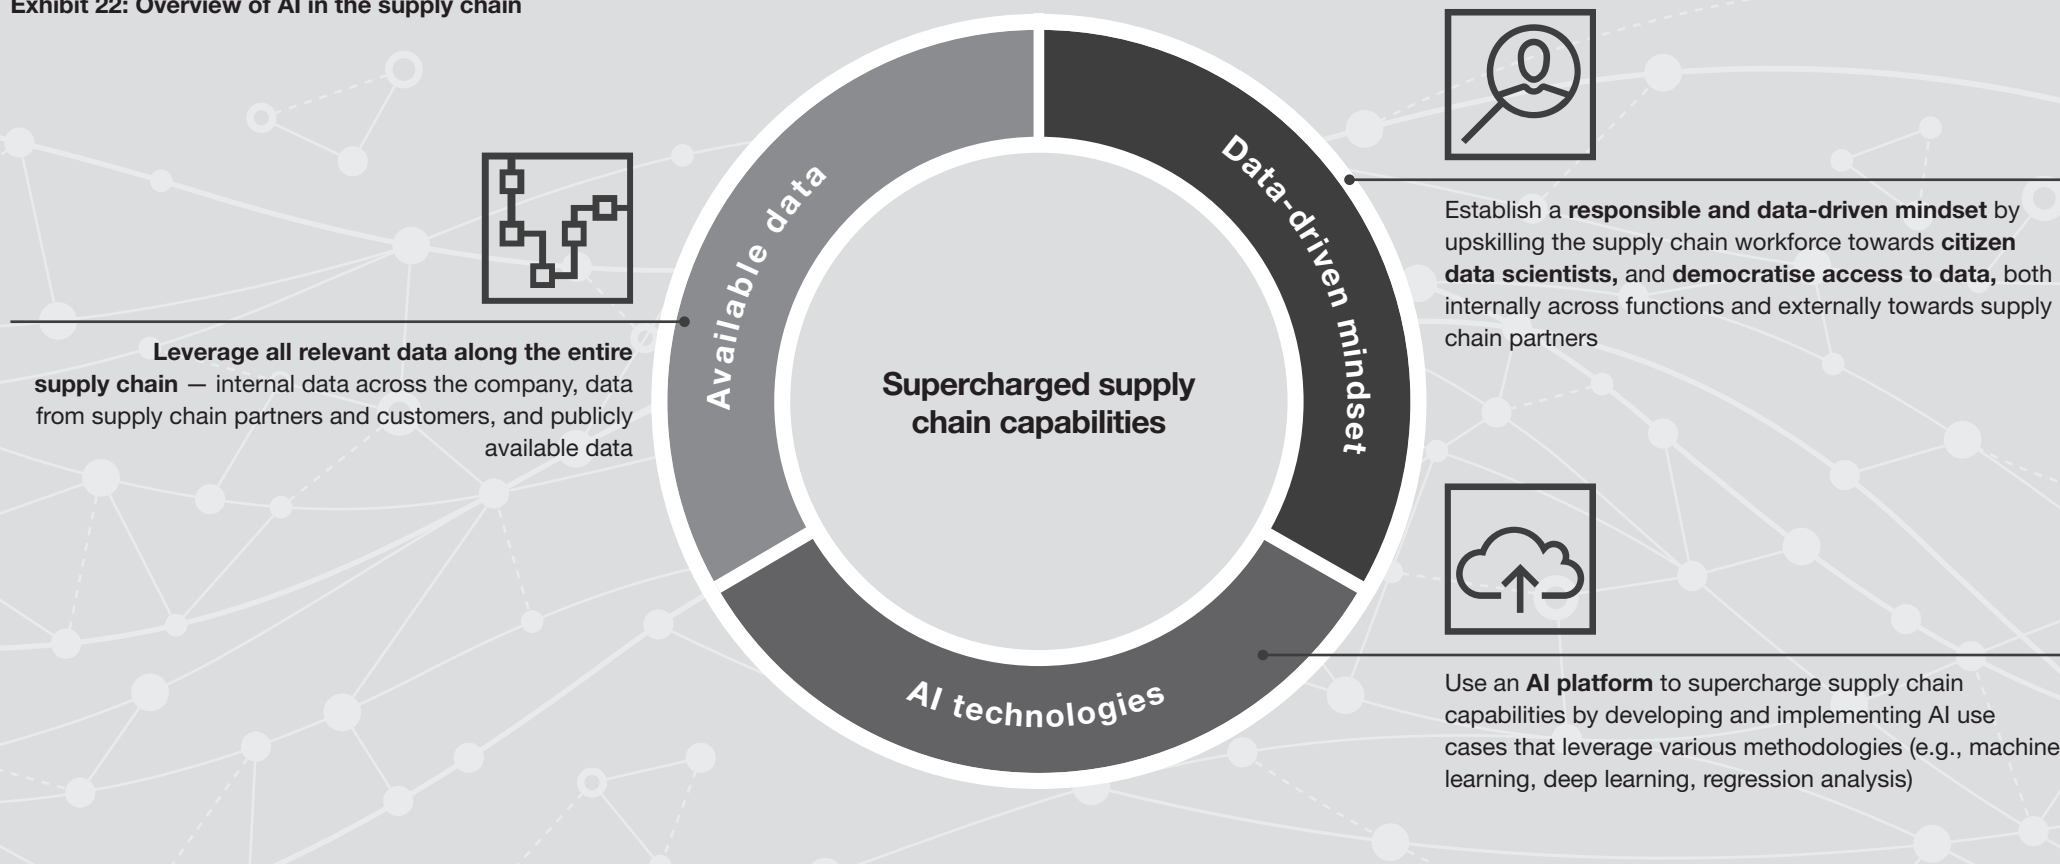 Exhibit 22: Overview of AI in the supply chain
Available data
Data-driven mindset
AI technologies
Supercharged supply
chain capabilities
Leverage all relevant data along the entire
supply chain — internal data across the company, data
from supply chain partners and customers, and publicly
available data
Establish a responsible and data-driven mindset by
upskilling the supply chain workforce towards citizen
data scientists, and democratise access to data, both
internally across functions and externally towards supply
chain partners
Use an AI platform to supercharge supply chain
capabilities by developing and implementing AI use
cases that leverage various methodologies (e.g., machine
learning, deep learning, regression analysis)